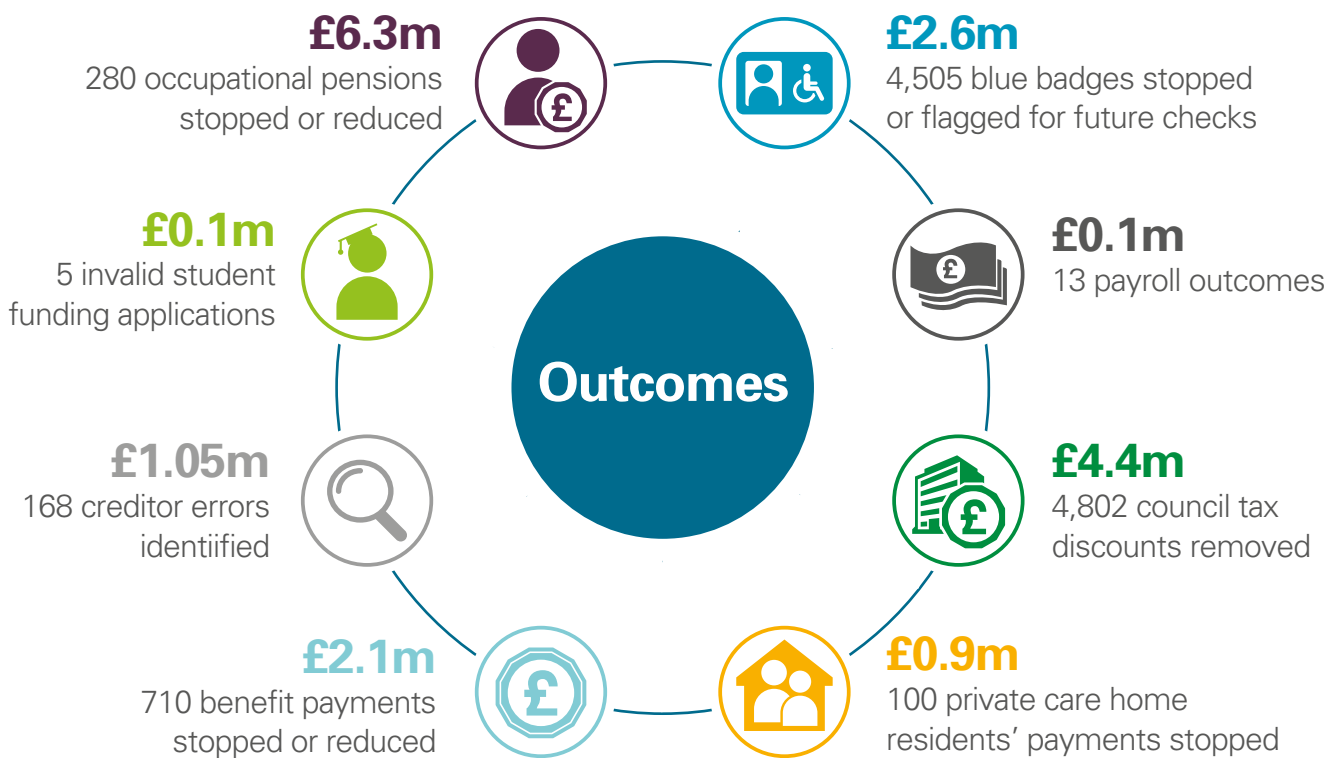 £6.3m
280 occupational pensions
stopped or reduced
£2.6m
4,505 blue badges stopped
or flagged for future checks
£0.1m
5 invalid student
funding applications
£0.1m
13 payroll outcomes
Outcomes
£1.05m
168 creditor errors
identiified
£4.4m
4,802 council tax
discounts removed
£2.1m
710 benefit payments
stopped or reduced
£0.9m
100 private care home
residents’ payments stopped
£
£
£
£